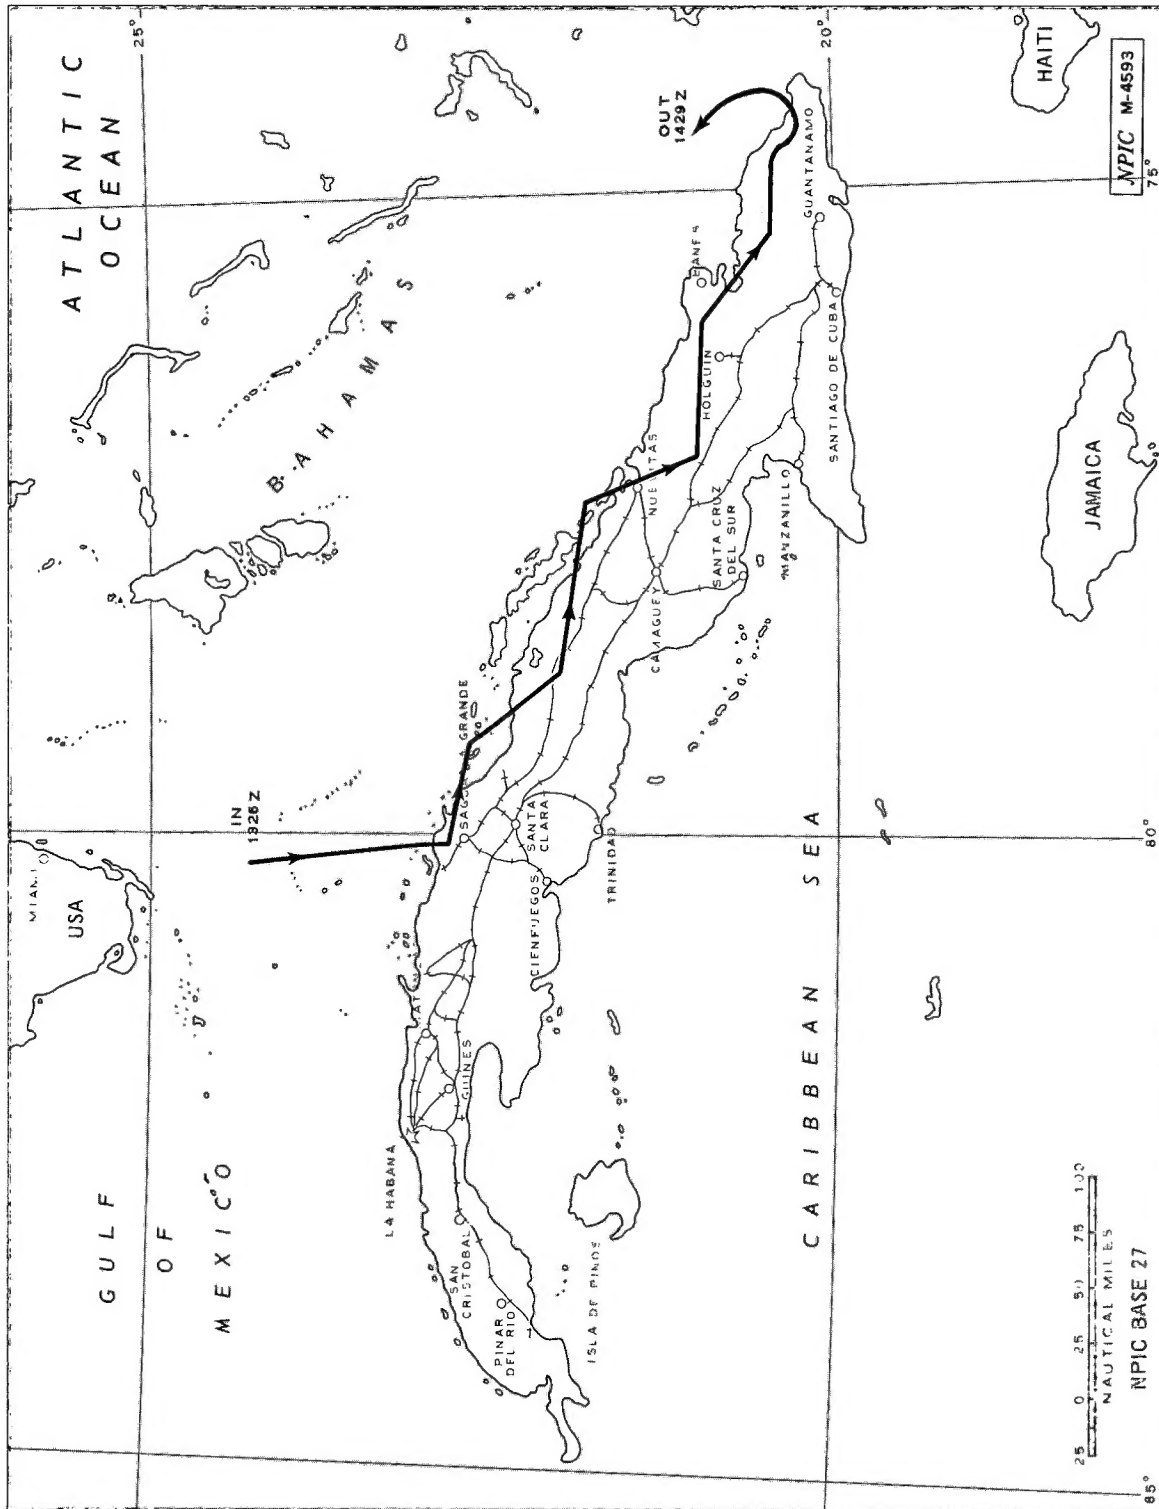 ATLANTIC
OCEAN
25°
20°
HAITI
NPIC M-4593
75°
OUT
1429 Z
GUANTANAMO
BAHAMAS
HOLGUIN
SANTIAGO DE CUBA
JAMAICA
SANTA CRUZ
DEL SUR
MANZANILLO
CAMAGUEY
IN
GRANDE
MIAMI
USA
SANTA
CLARA
CIENFUEGOS
TRINIDAD
80°
CARIBBEAN SEA
GUINES
GULF
OF
MEXICO
LA HABANA
SAN
CRISTOBAL
PINAR
DEL RIO
ISLA DE PINOS
25 0 25 50 75 100
NAUTICAL MILES
NPIC BASE 27
85°